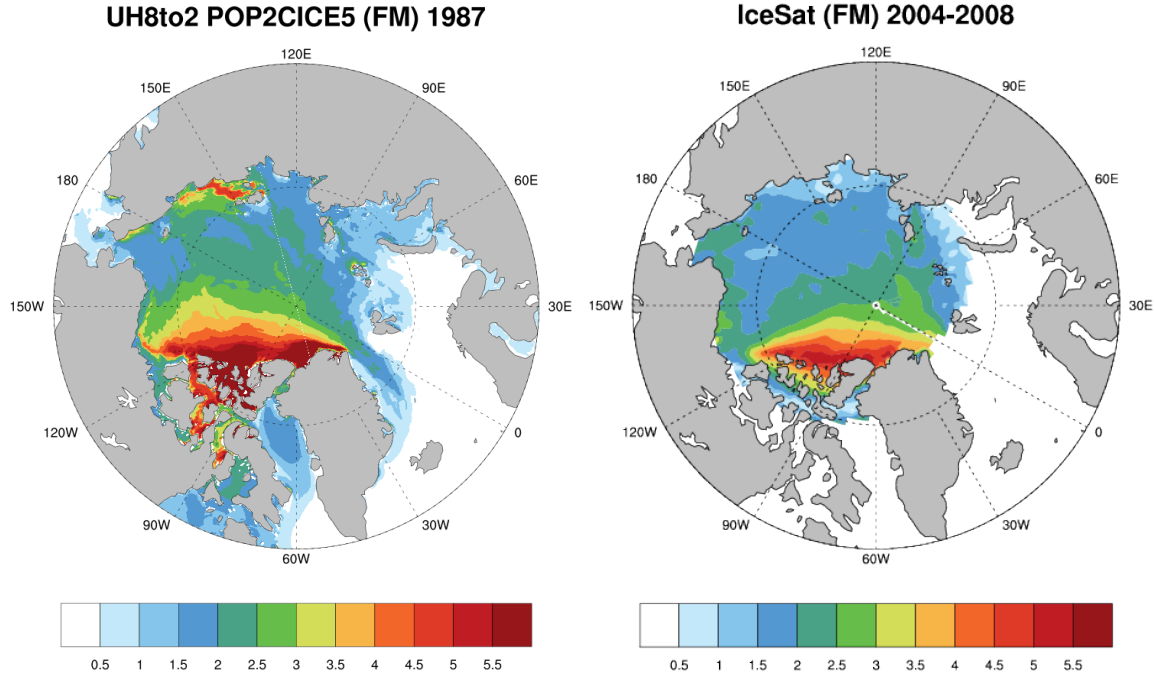 UH8to2 POP2CICE5 (FM) 1987
IceSat (FM) 2004-2008
120E
150E
90E
180
60E
150W
30E
120W
0
90W
30W
60W
120E
150E
90E
180
60E
150W
30E
120W
0
90W
30W
60W
0.5 1 1.5 2 2.5 3 3.5 4 4.5 5 5.5
0.5 1 1.5 2 2.5 3 3.5 4 4.5 5 5.5